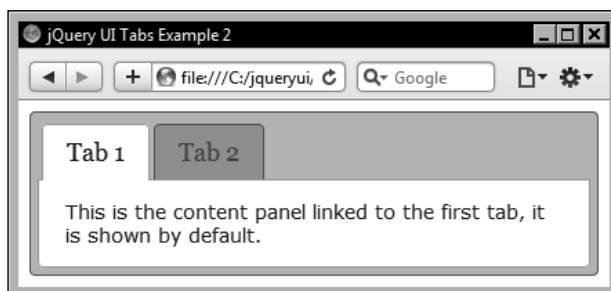 jQuery UI Tabs Example 2
file:///C:/jqueryui/
Google
Tab 1
Tab 2
This is the content panel linked to the first tab, it
is shown by default.